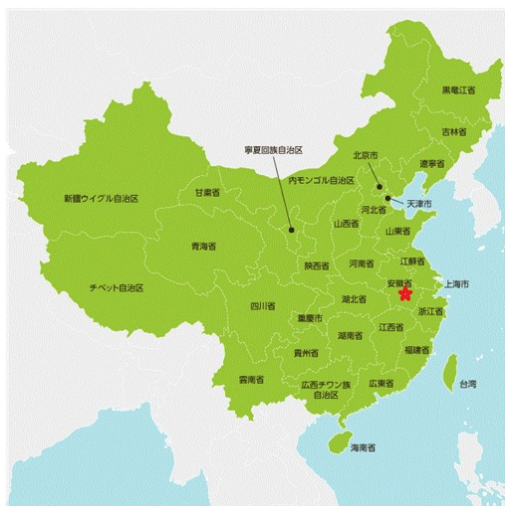 黒竜江省
吉林省
北京市
遼寧省
寧夏回族自治区
内モンゴル自治区
天津市
河北省
甘粛省
新疆ウイグル自治区
山西省
山東省
青海省
江蘇省
河南省
陝西省
安徽省
上海市
チベット自治区
湖北省
四川省
浙江省
重慶市
江西省
湖南省
福建省
貴州省
雲南省
広西チワン族
自治区
広東省
台湾
海南省